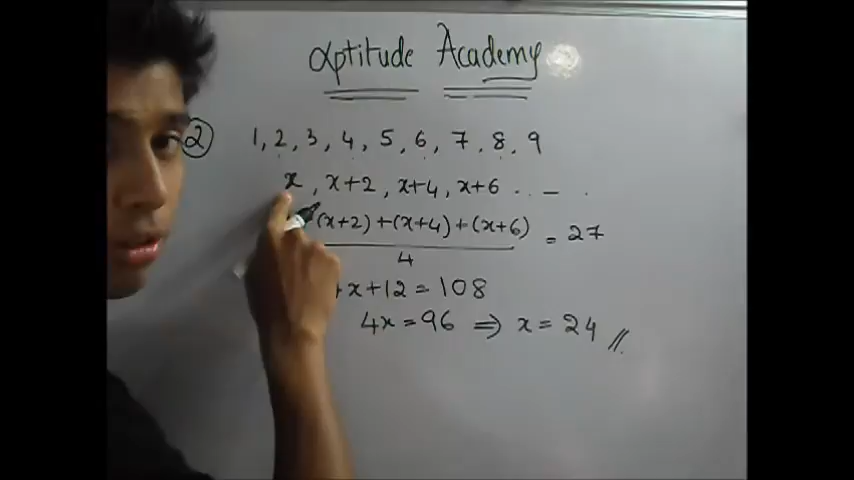 Aptitude Academy
2 1, 2, 3, 4, 5, 6, 7, 8, 9
x, x+2, x+4, x+6 . . — .
(x+2) + (x+4) + (x+6) = 27
4
x + 12 = 108
4x = 96 ⇒ x = 24 //